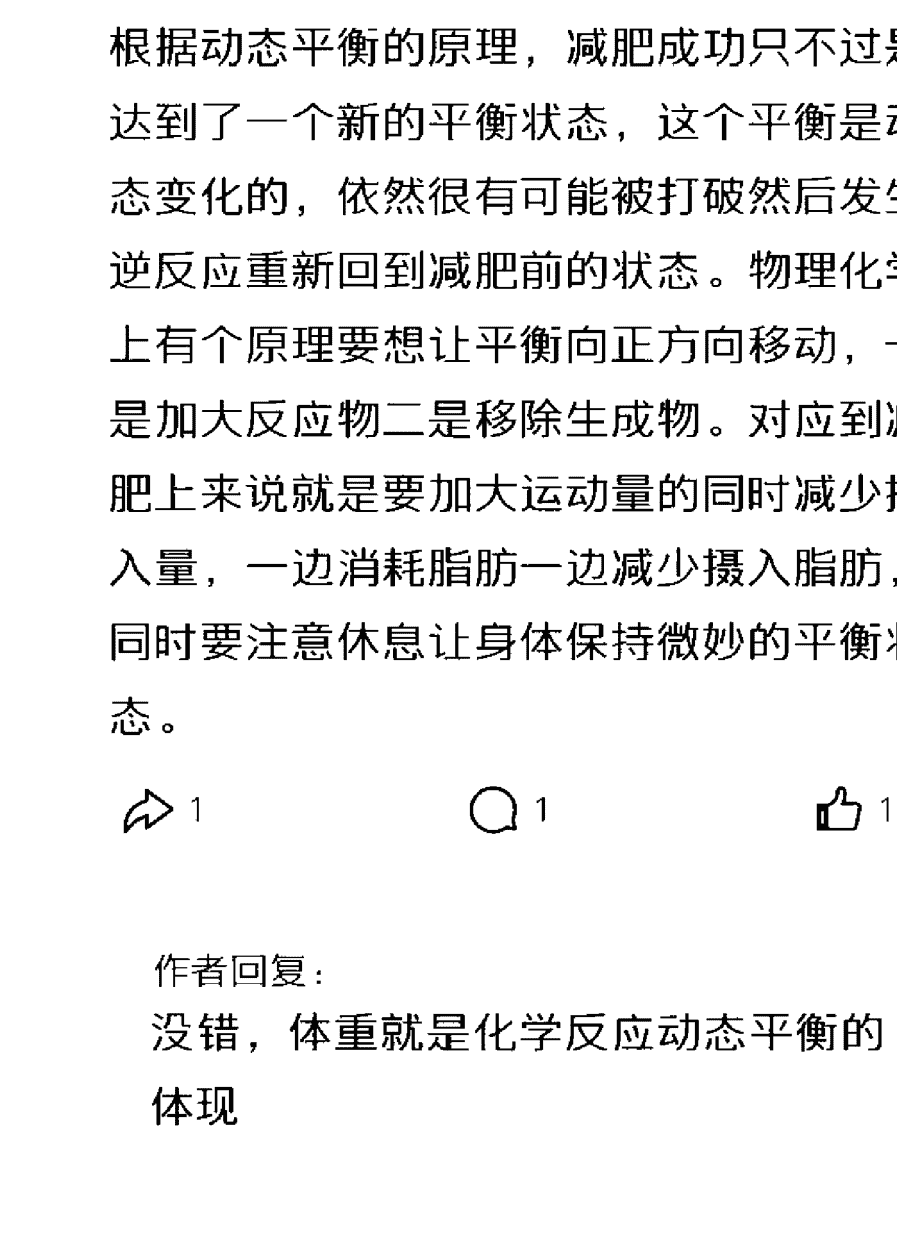 根据动态平衡的原理，减肥成功只不过是
达到了一个新的平衡状态，这个平衡是动
态变化的，依然很有可能被打破然后发生
逆反应重新回到减肥前的状态。物理化学
上有个原理要想让平衡向正方向移动，一
是加大反应物二是移除生成物。对应到减
肥上来说就是要加大运动量的同时减少摄
入量，一边消耗脂肪一边减少摄入脂肪，
同时要注意休息让身体保持微妙的平衡状
态。
1 1 1
作者回复：
没错，体重就是化学反应动态平衡的
体现